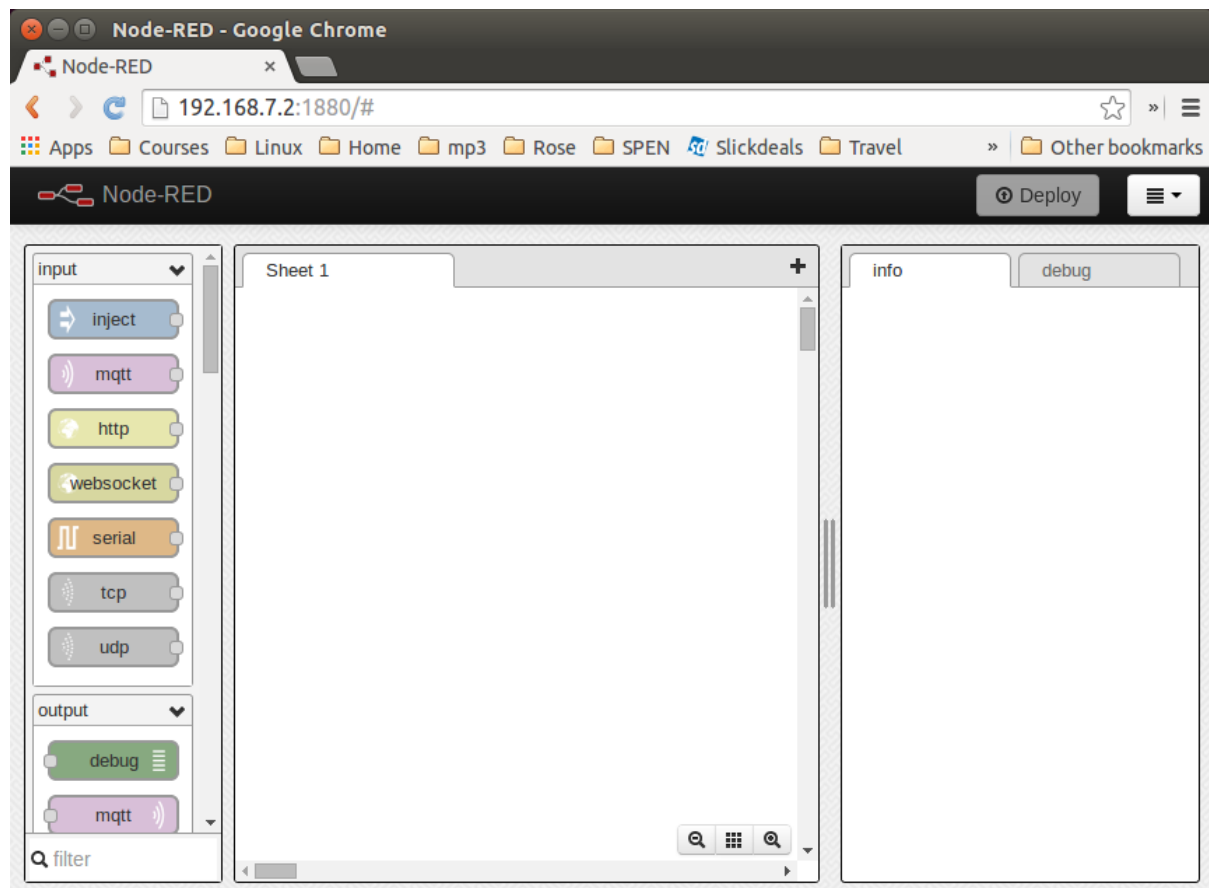 Node-RED - Google Chrome
Node-RED ×
192.168.7.2:1880/#
Apps Courses Linux Home mp3 Rose SPEN Slickdeals Travel » Other bookmarks
Node-RED Deploy
input
inject
mqtt
http
websocket
serial
tcp
udp
output
debug
mqtt
filter
Sheet 1
info debug